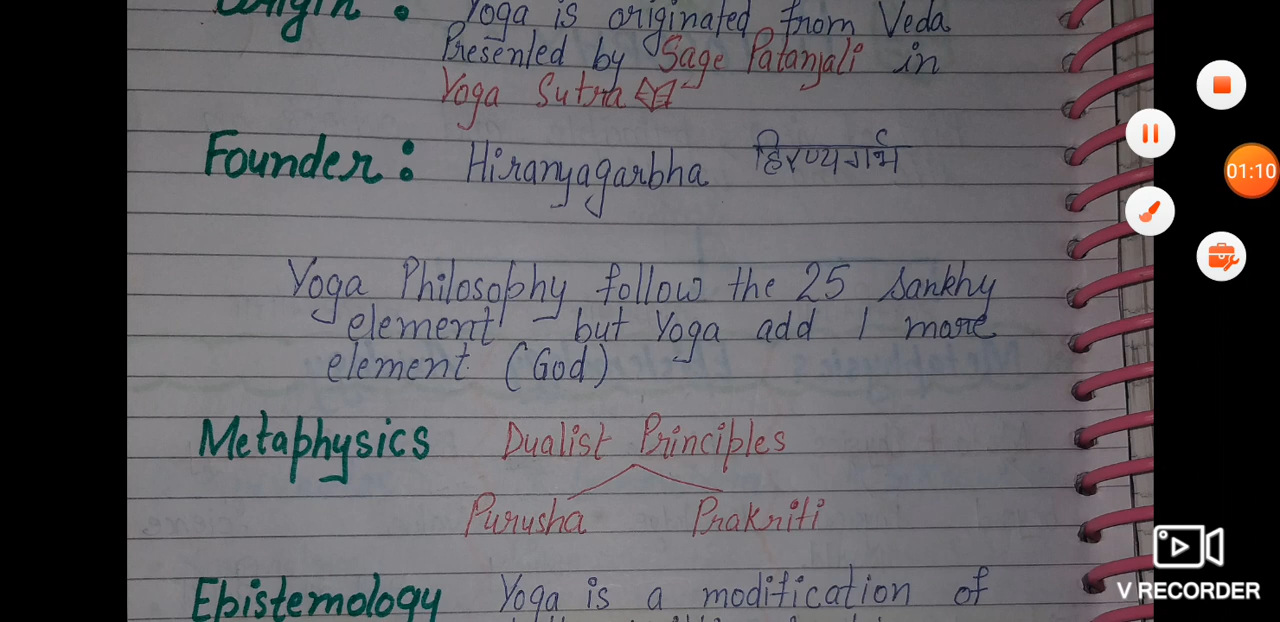 Origin : Yoga is originated from Veda
Presented by Sage Patanjali in
Yoga Sutra
Founder : Hiranyagarbha हिरण्यगर्भ
Yoga Philosophy follow the 25 Sankhy
element but Yoga add 1 more
element (God)
Metaphysics Dualist Principles
Purusha Prakriti
Epistemology Yoga is a modification of
01:10
V RECORDER